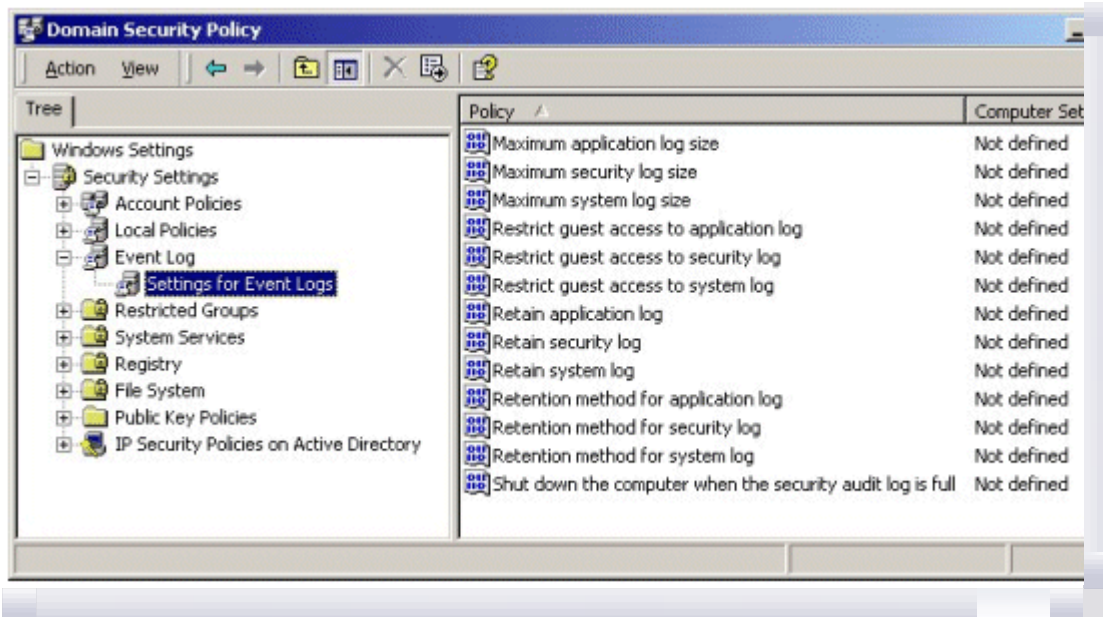 Domain Security Policy
Action View
Tree
Windows Settings
Security Settings
Account Policies
Local Policies
Event Log
Settings for Event Logs
Restricted Groups
System Services
Registry
File System
Public Key Policies
IP Security Policies on Active Directory
Policy Computer Set
Maximum application log size Not defined
Maximum security log size Not defined
Maximum system log size Not defined
Restrict guest access to application log Not defined
Restrict guest access to security log Not defined
Restrict guest access to system log Not defined
Retain application log Not defined
Retain security log Not defined
Retain system log Not defined
Retention method for application log Not defined
Retention method for security log Not defined
Retention method for system log Not defined
Shut down the computer when the security audit log is full Not defined